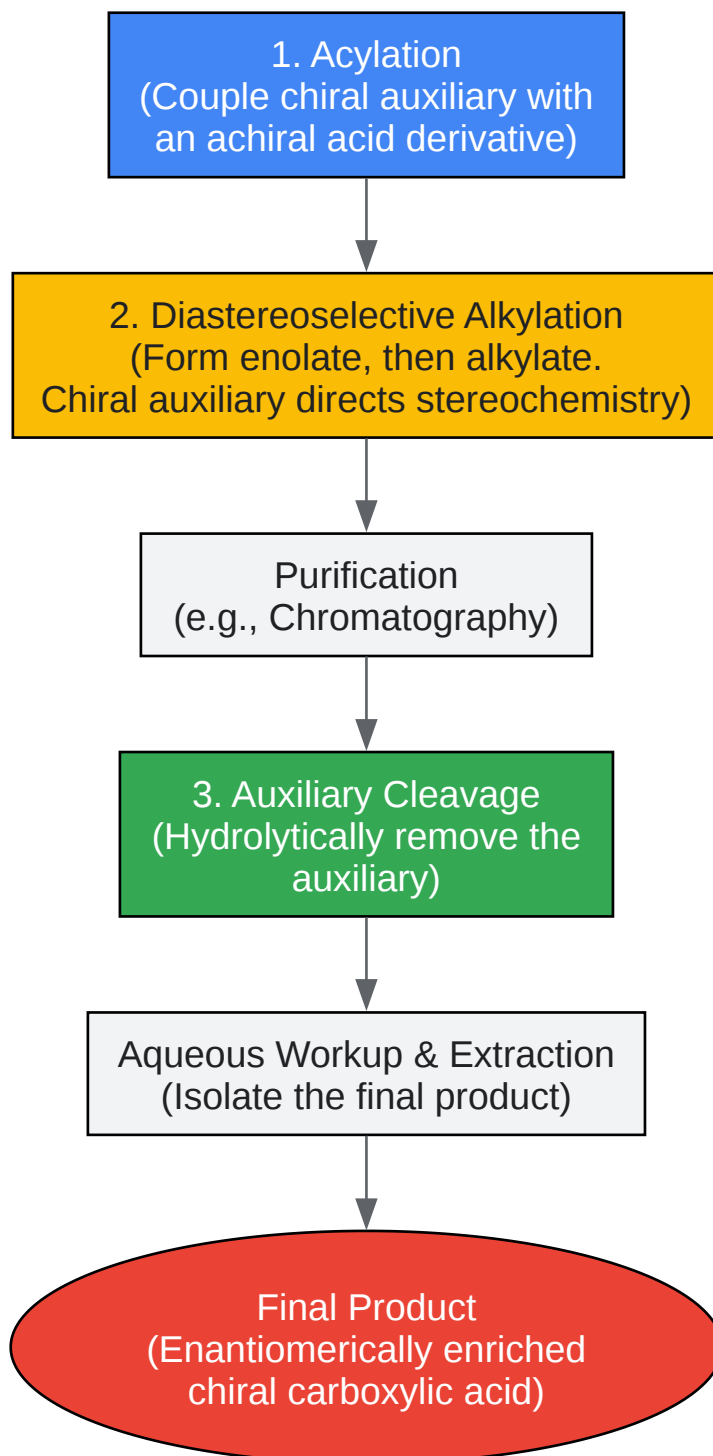 1. Acylation
(Couple chiral auxiliary with
an achiral acid derivative)
2. Diastereoselective Alkylation
(Form enolate, then alkylate.
Chiral auxiliary directs stereochemistry)
Purification
(e.g., Chromatography)
3. Auxiliary Cleavage
(Hydrolytically remove the
auxiliary)
Aqueous Workup & Extraction
(Isolate the final product)
Final Product
(Enantiomerically enriched
chiral carboxylic acid)